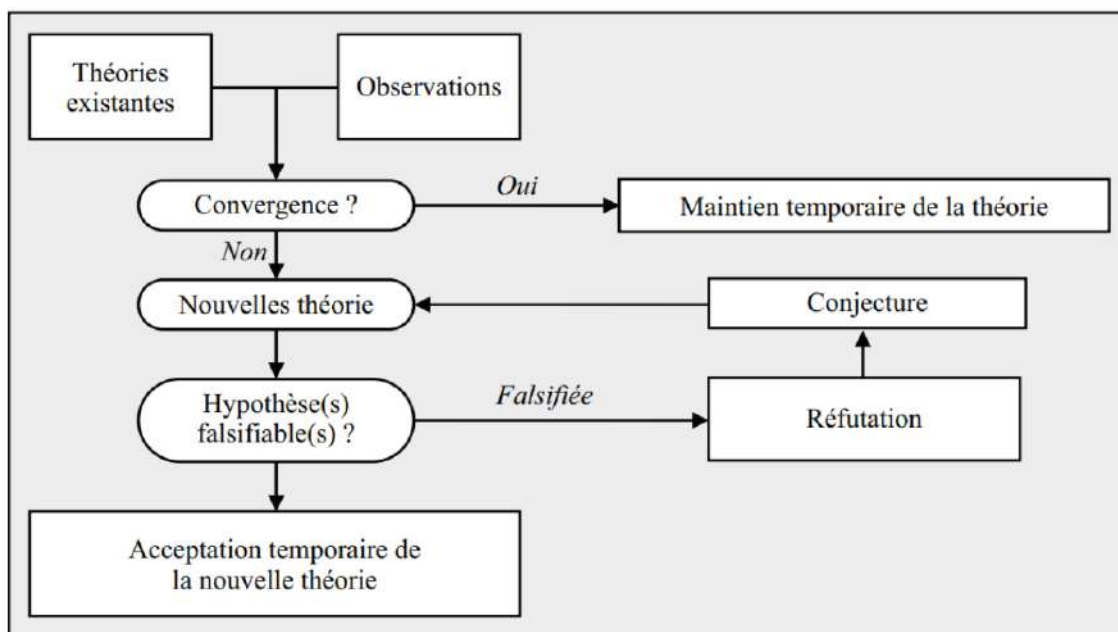 Théories
existantes
Observations
Convergence ?
Oui
Maintien temporaire de la théorie
Non
Nouvelles théorie
Conjecture
Hypothèse(s)
falsifiable(s) ?
Falsifiée
Réfutation
Acceptation temporaire de
la nouvelle théorie